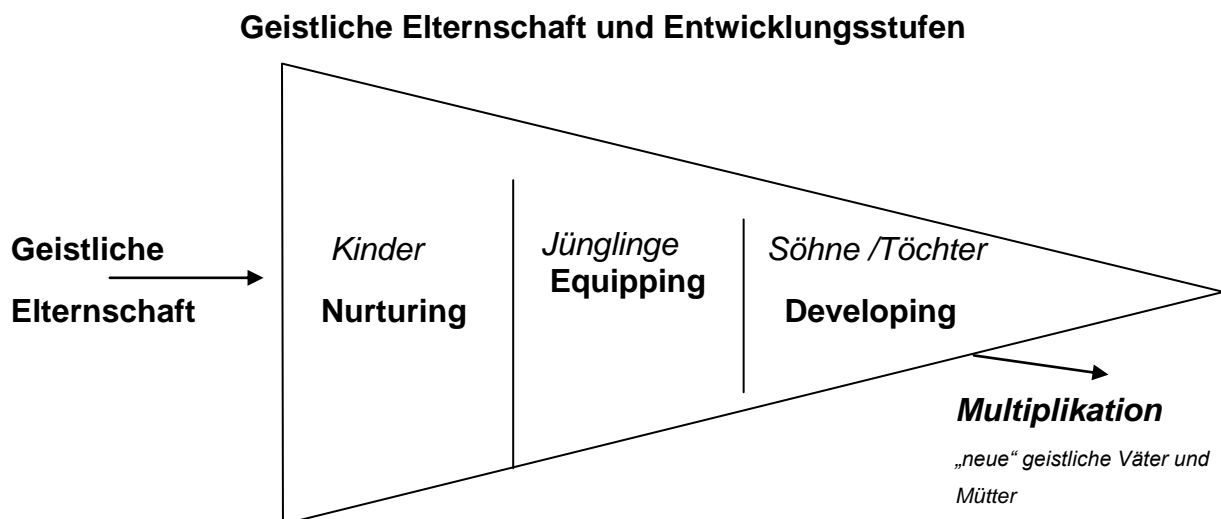 Geistliche Elternschaft und Entwicklungsstufen
Geistliche
Elternschaft
Kinder
Nurturing
Jünglinge
Equipping
Söhne /Töchter
Developing
Multiplikation
„neue“ geistliche Väter und
Mütter